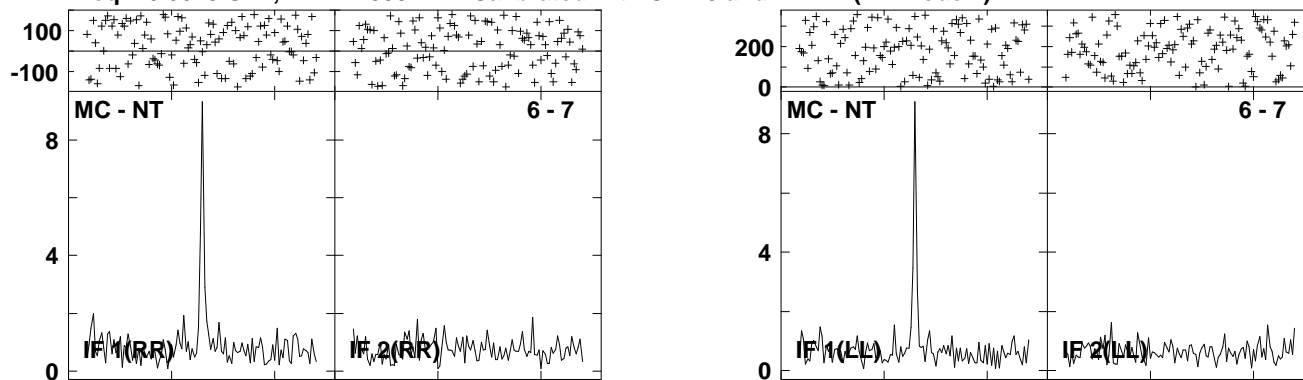 100
-100
MC - NT
6 - 7
8
4
0
IF 1(RR)
IF 2(RR)
200
0
MC - NT
6 - 7
8
4
0
IF 1(LL)
IF 2(LL)